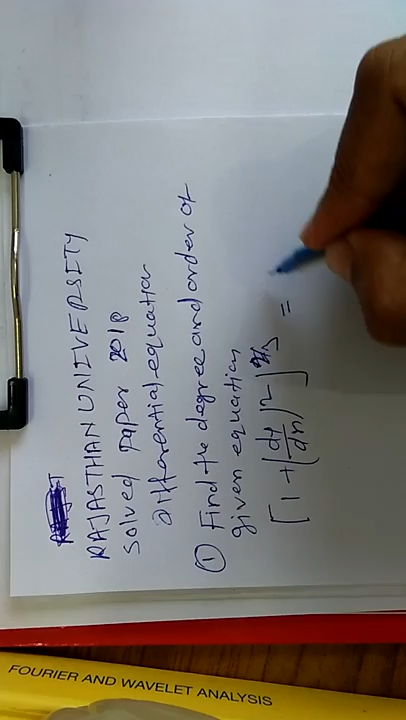 RAJASTHAN UNIVERSITY
Solved paper 2018
differential equation
① Find the degree and order of
given equation
[1 + (dy/dx)^2] =
FOURIER AND WAVELET ANALYSIS